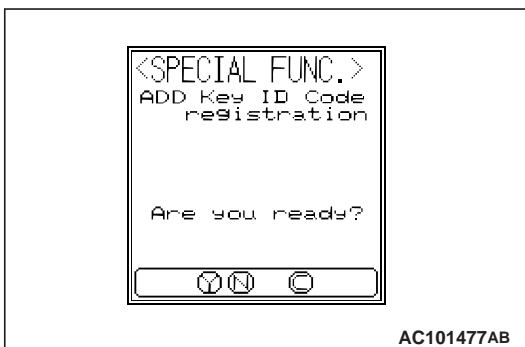 <SPECIAL FUNC.>
ADD Key ID Code
registration
Are you ready?
Y N C
AC101477AB